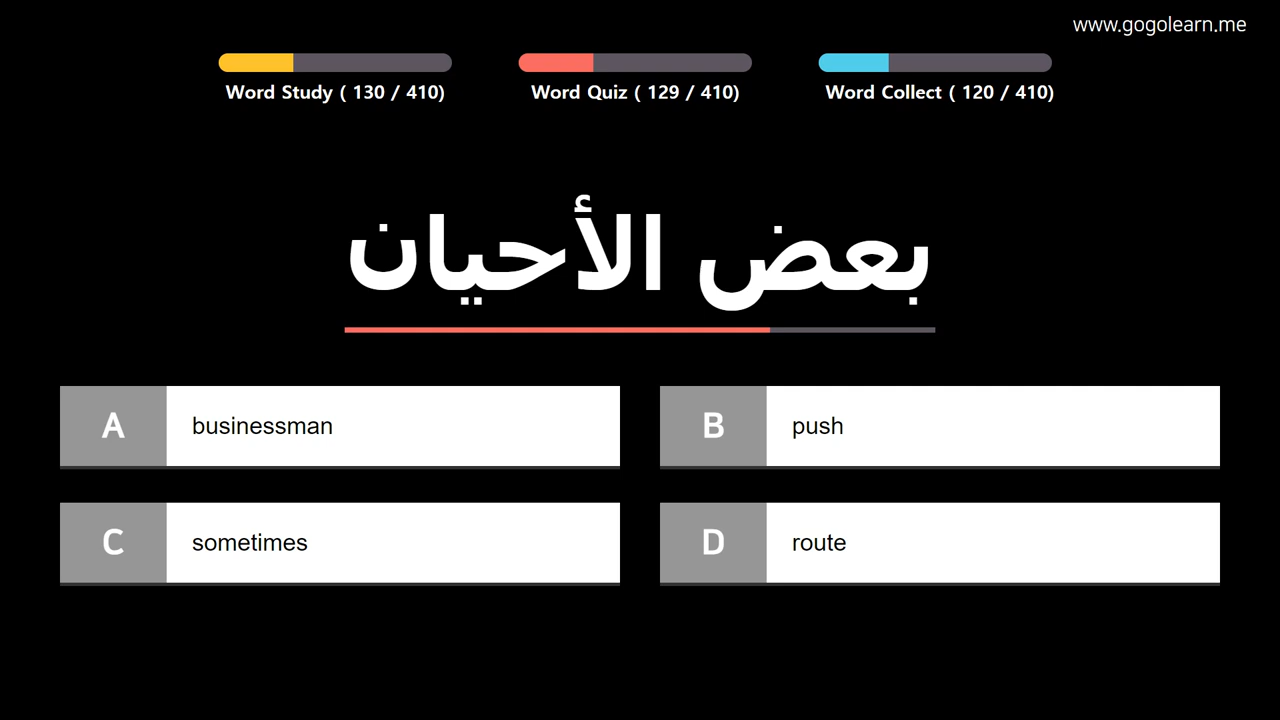 www.gogolearn.me
Word Study ( 130 / 410)
Word Quiz ( 129 / 410)
Word Collect ( 120 / 410)
بعض الأحيان
A businessman
B push
C sometimes
D route